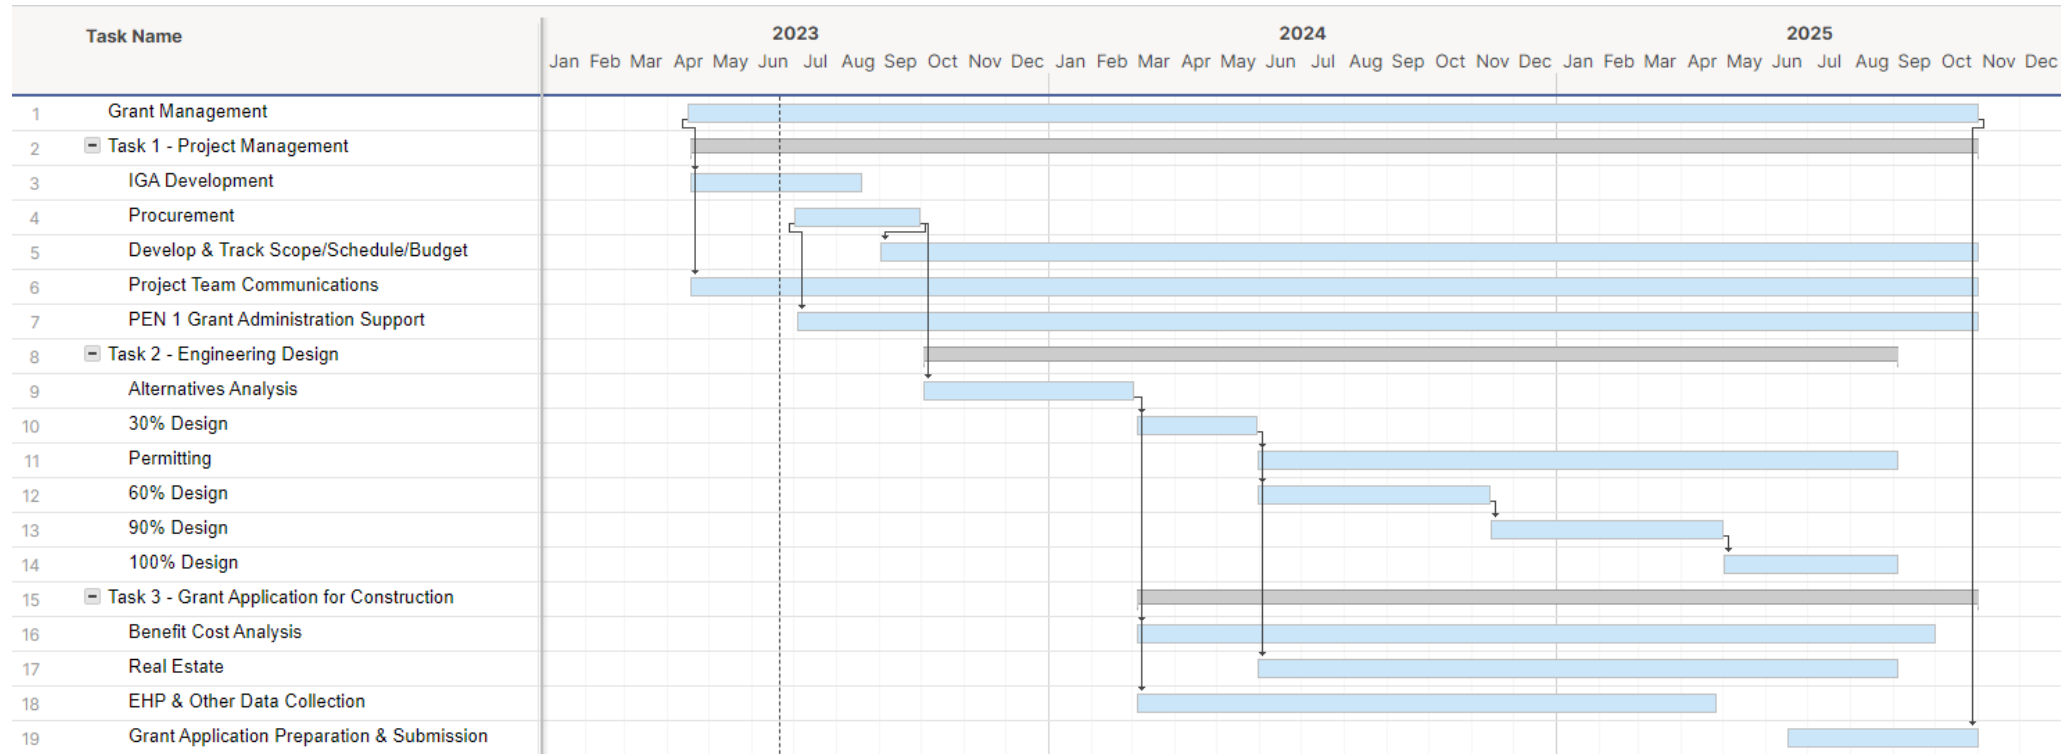 Task Name
2023 2024 2025
Jan Feb Mar Apr May Jun Jul Aug Sep Oct Nov Dec Jan Feb Mar Apr May Jun Jul Aug Sep Oct Nov Dec Jan Feb Mar Apr May Jun Jul Aug Sep Oct Nov Dec
1 Grant Management
2 Task 1 - Project Management
3 IGA Development
4 Procurement
5 Develop & Track Scope/Schedule/Budget
6 Project Team Communications
7 PEN 1 Grant Administration Support
8 Task 2 - Engineering Design
9 Alternatives Analysis
10 30% Design
11 Permitting
12 60% Design
13 90% Design
14 100% Design
15 Task 3 - Grant Application for Construction
16 Benefit Cost Analysis
17 Real Estate
18 EHP & Other Data Collection
19 Grant Application Preparation & Submission